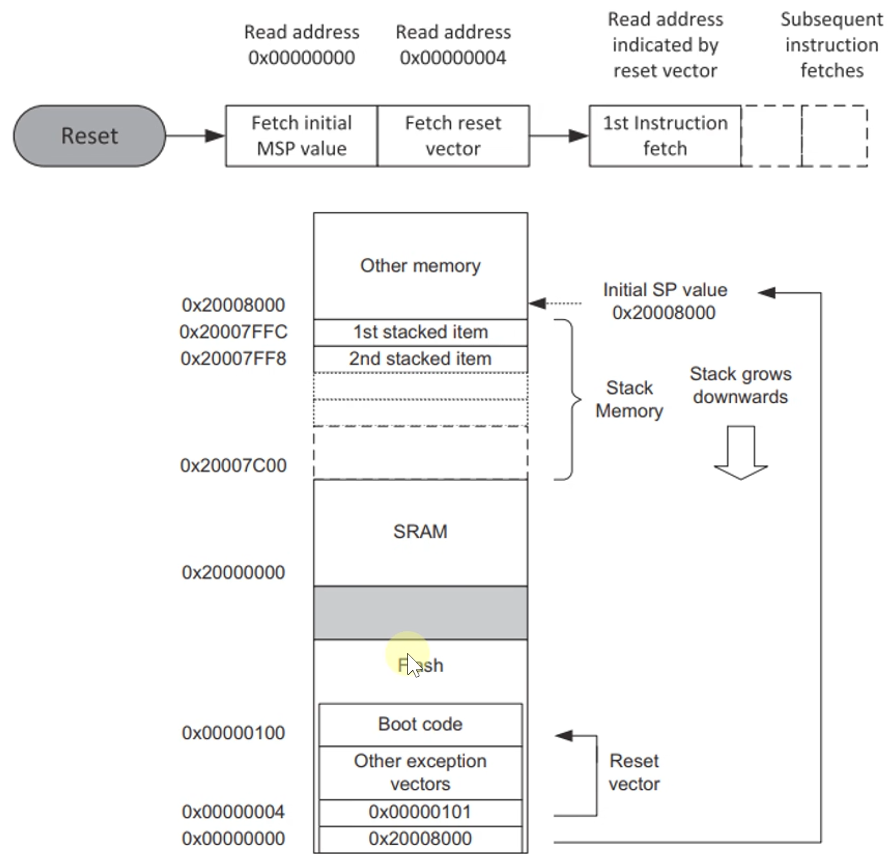 Read address
0x00000000
Read address
0x00000004
Read address
indicated by
reset vector
Subsequent
instruction
fetches
Reset
Fetch initial
MSP value
Fetch reset
vector
1st Instruction
fetch
Other memory
0x20008000
Initial SP value
0x20008000
0x20007FFC
1st stacked item
0x20007FF8
2nd stacked item
Stack
Memory
Stack grows
downwards
0x20007C00
SRAM
0x20000000
Flash
0x00000100
Boot code
Other exception
vectors
Reset
vector
0x00000004
0x00000101
0x00000000
0x20008000